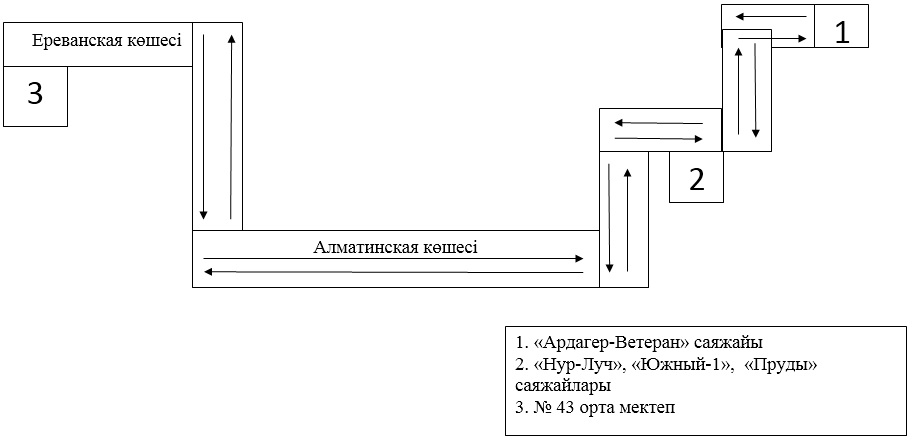 1
Ереванская көшесі
3
2
Алматинская көшесі
1. «Ардагер-Ветеран» саяжайы
2. «Нур-Луч», «Южный-1», «Пруды»
саяжайлары
3. № 43 орта мектеп